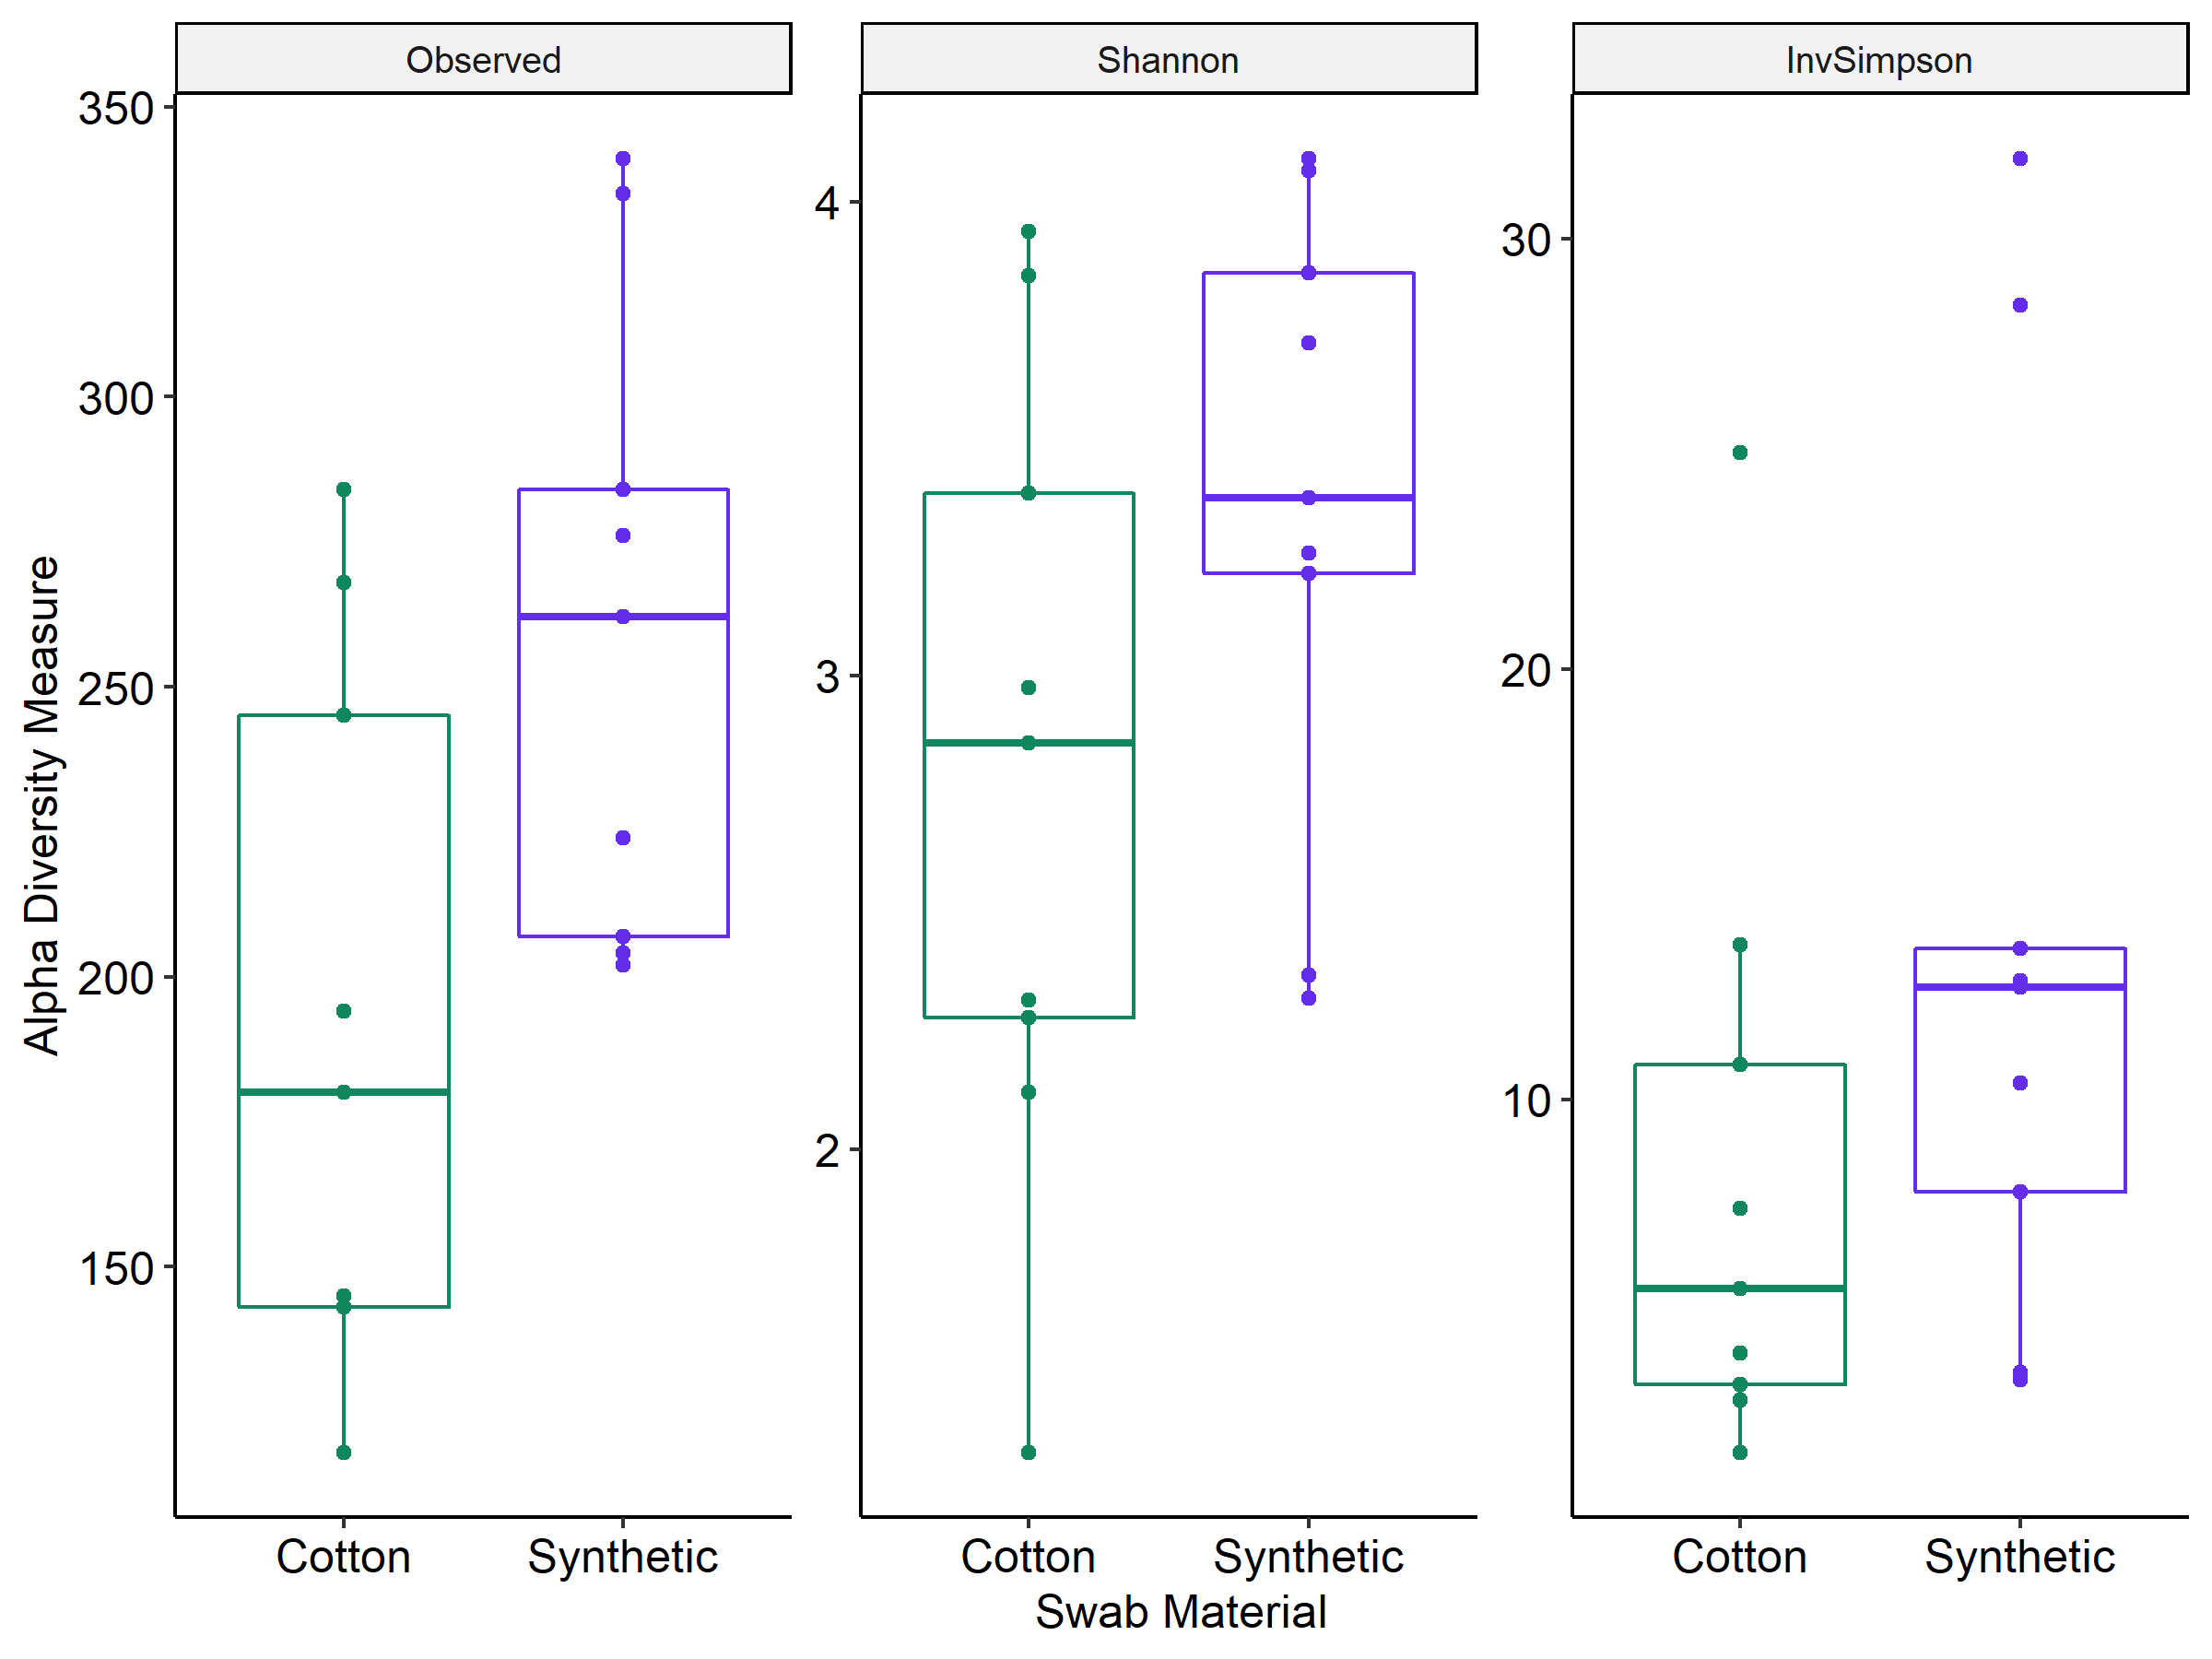 Observed
Shannon
InvSimpson
Alpha Diversity Measure
350
300
250
200
150
4
3
2
30
20
10
Cotton
Synthetic
Cotton
Synthetic
Cotton
Synthetic
Swab Material